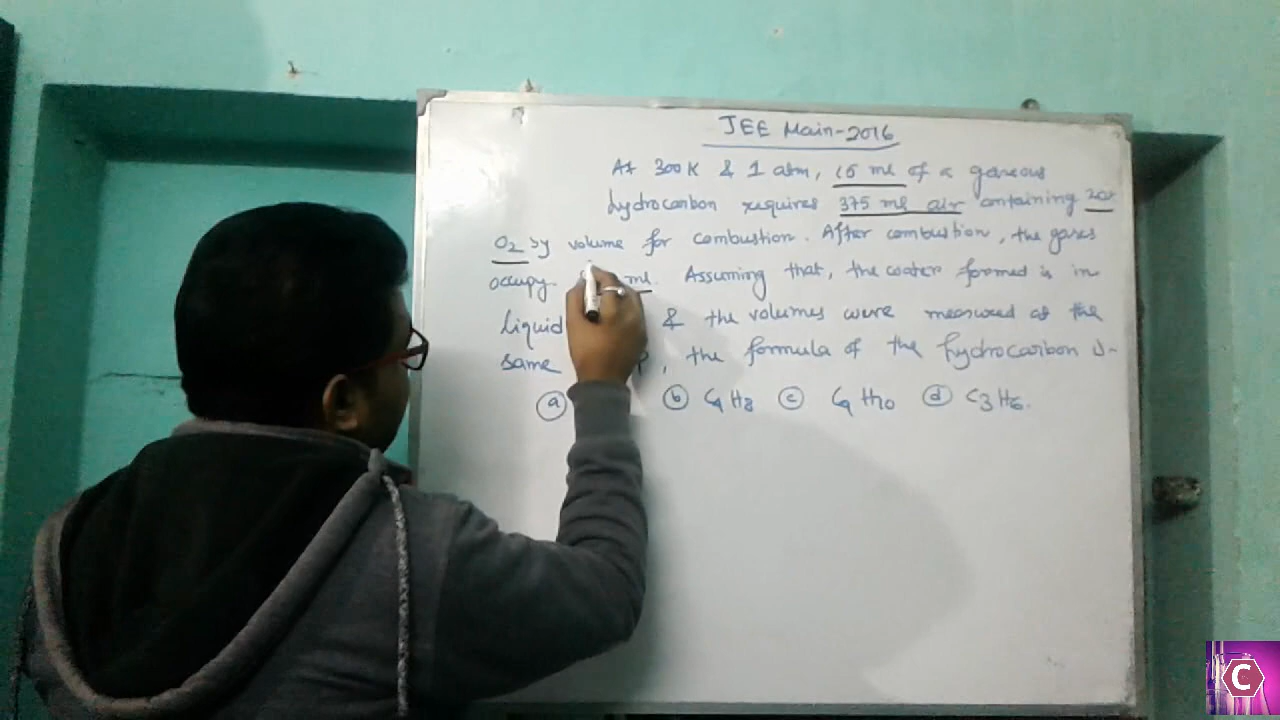 JEE Main-2016
At 300K & 1 atm, 15 ml of a gaseous
hydrocarbon requires 375 ml air containing 20%
O2 by volume for combustion. After combustion, the gases
occupy ml. Assuming that, the water formed is in
liquid & the volumes were measured at the
same P, the formula of the hydrocarbon is-
(a) (b) C4H8 (c) C4H10 (d) C3H6.
C